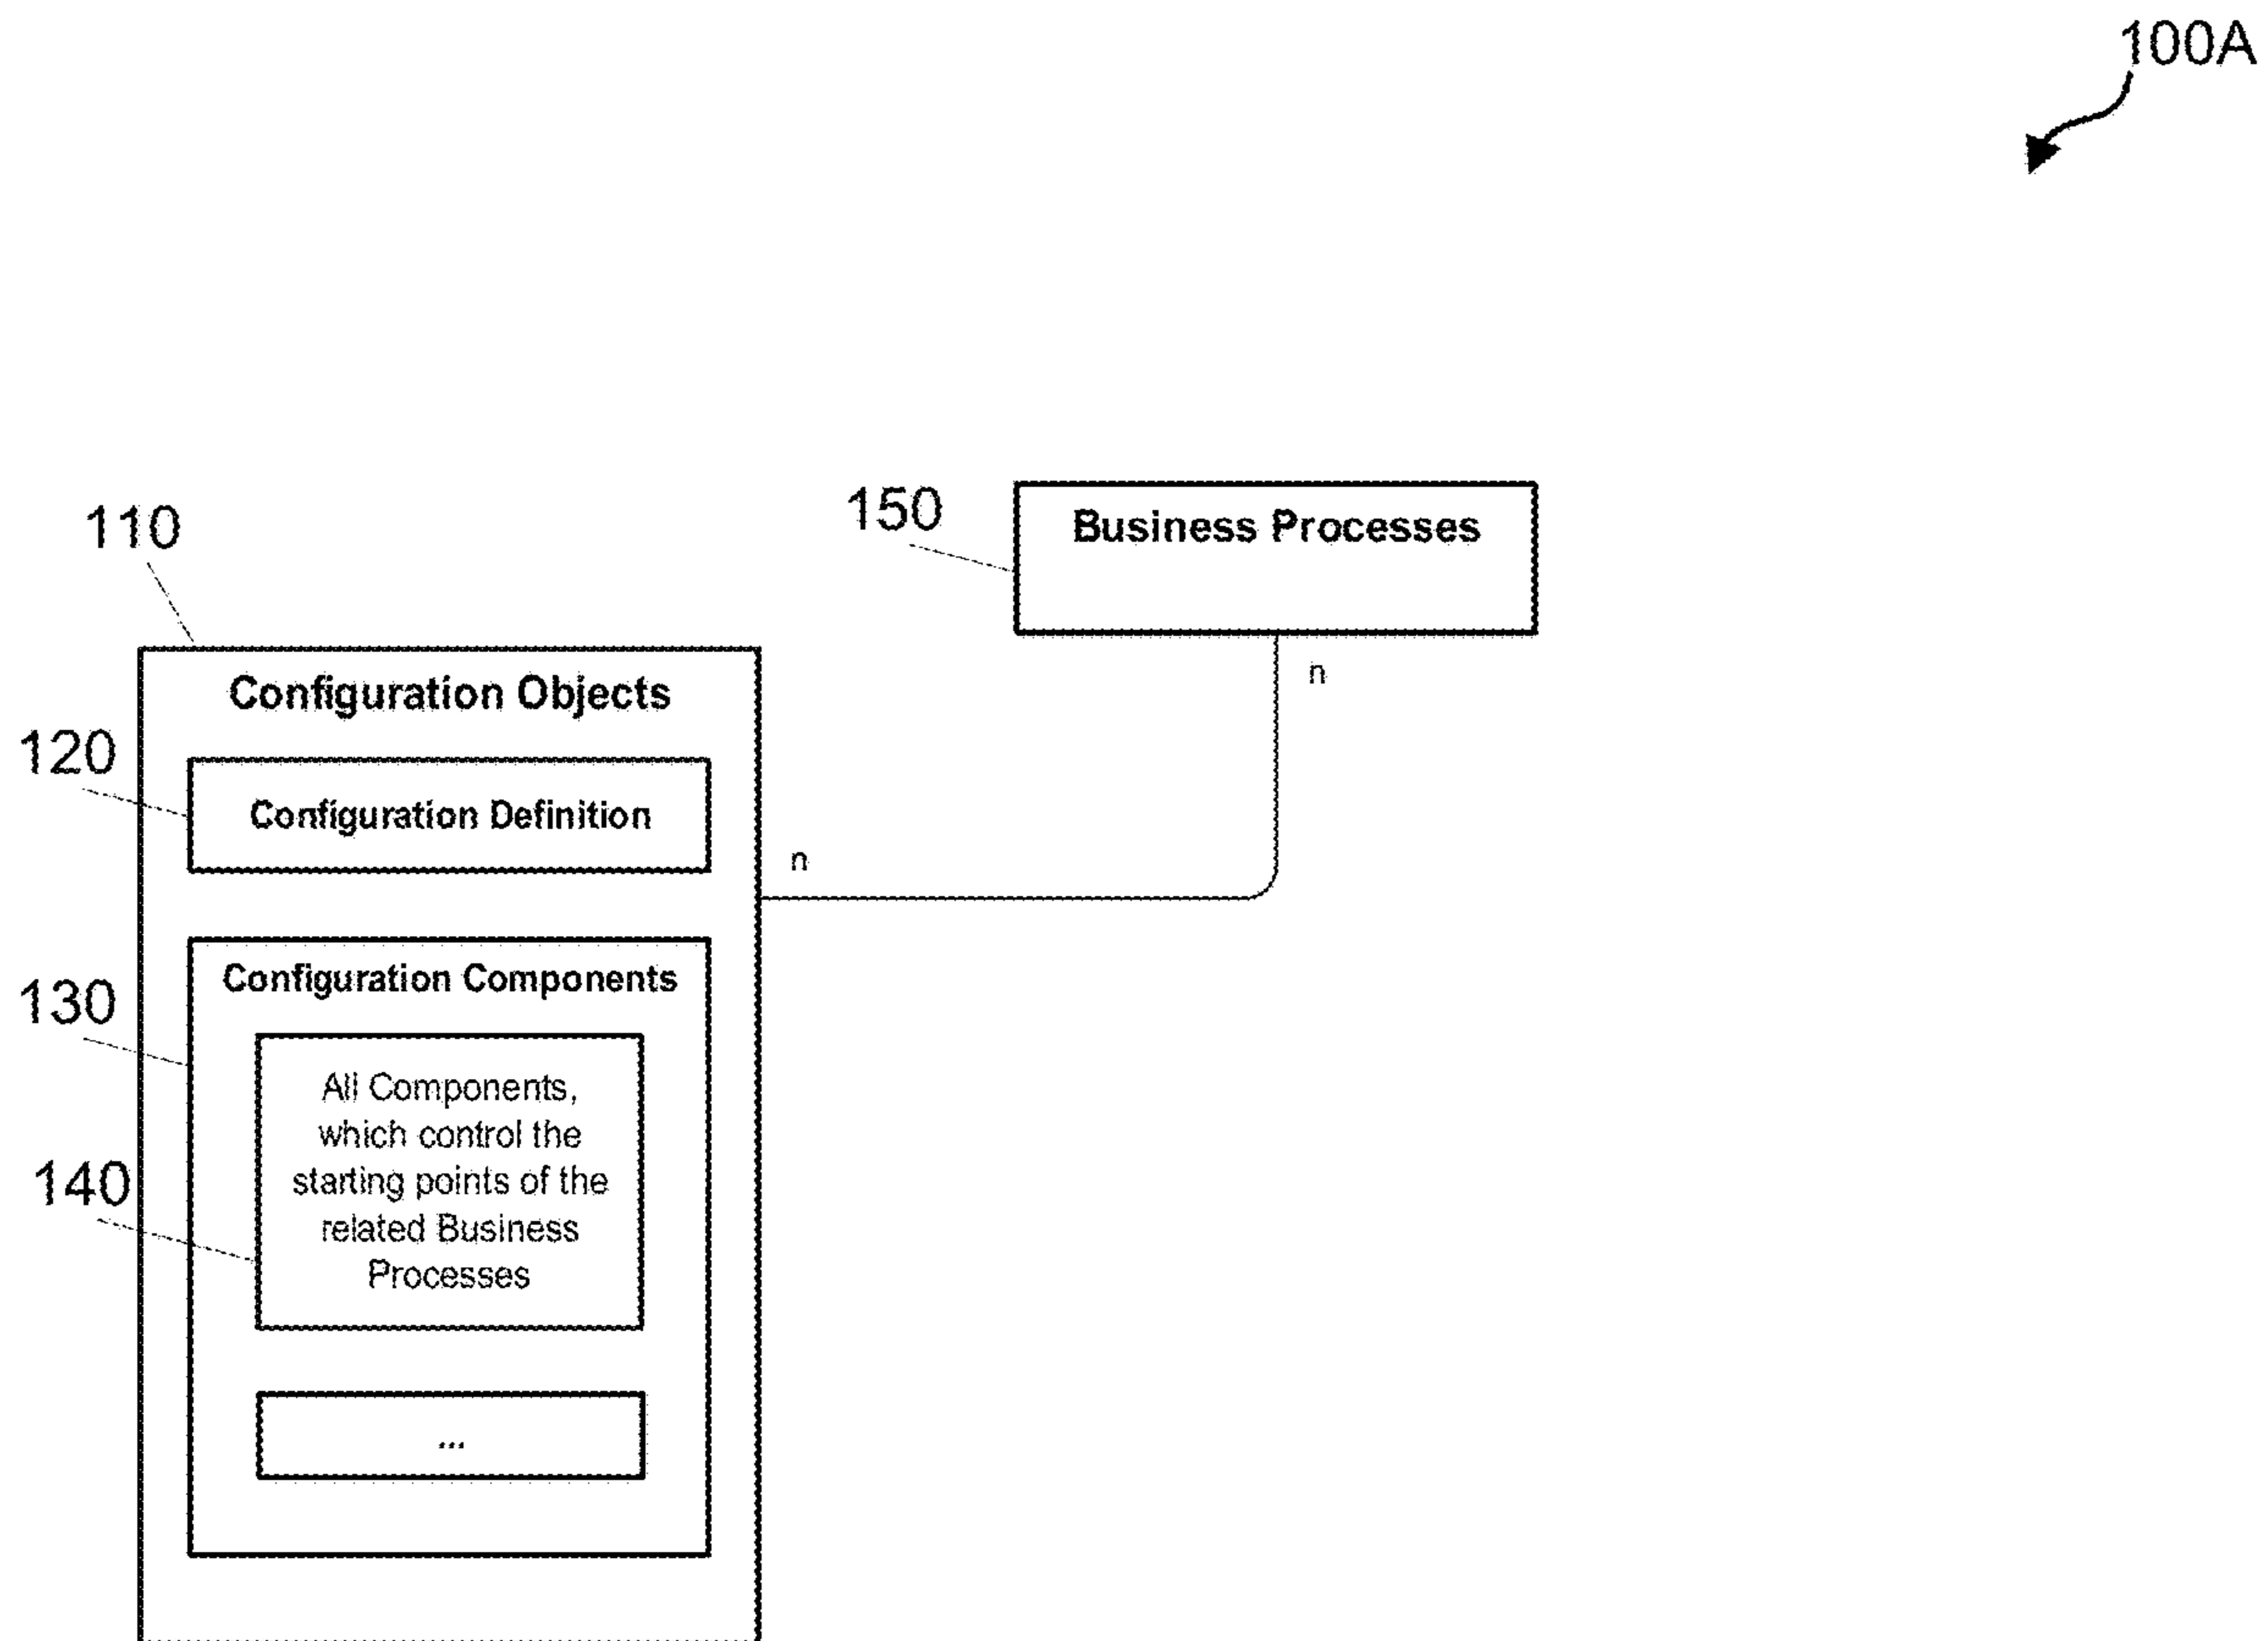 100A
150
Business Processes
110
n
Configuration Objects
120
Configuration Definition
n
Configuration Components
130
All Components,
which control the
starting points of the
related Business
Processes
140
...